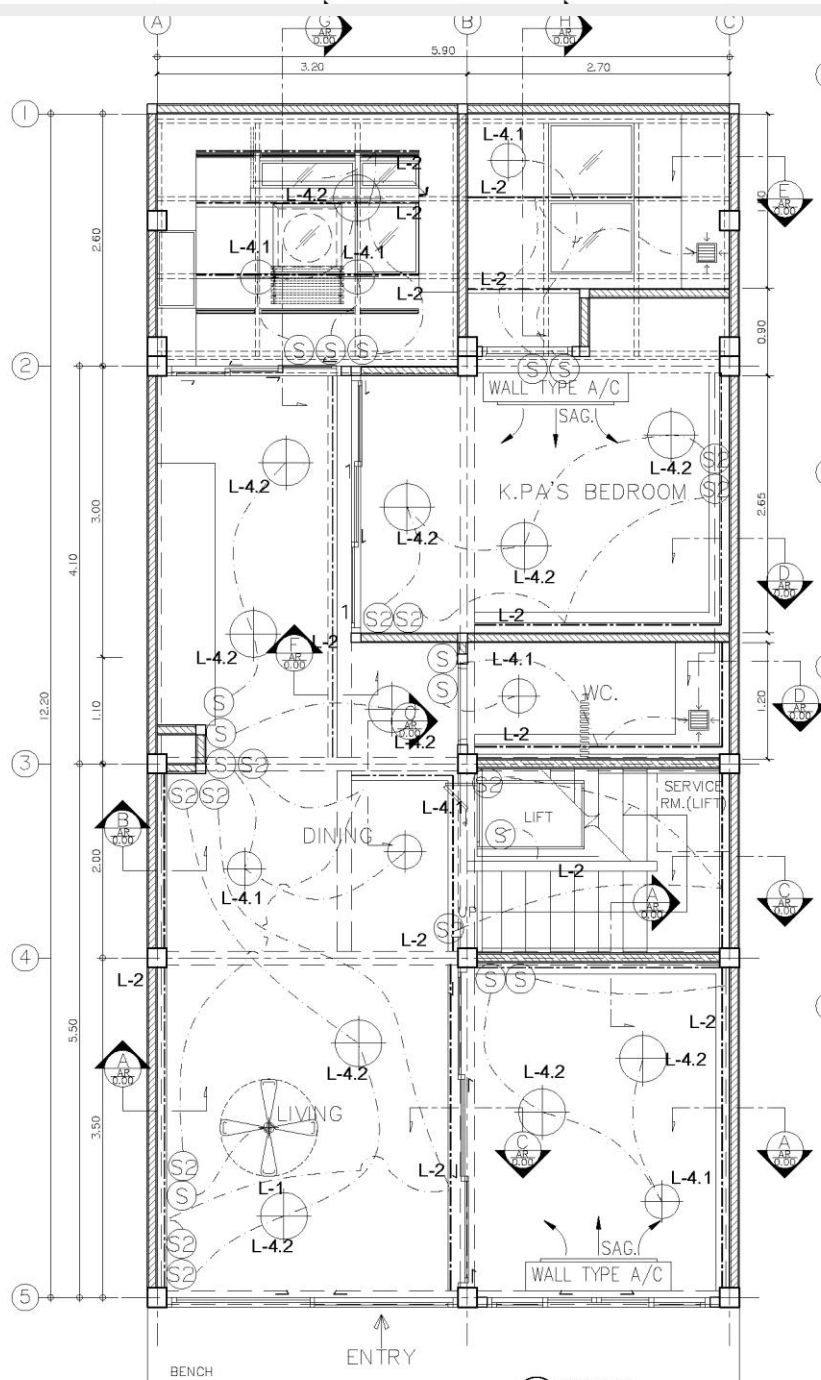 A
G
AR
0.00
B
H
AR
0.00
C
5.90
3.20
2.70
1
L-4.1
L-2
L-4.2
L-2
L-2
E
AR
0.00
2.60
L-4.1
L-4.1
L-2
L-2
0.90
S
S
S
2
S
S
WALL TYPE A/C
SAG.
L-4.2
L-4.2
S2
K.PA'S BEDROOM
S2
2.65
3.00
L-4.2
L-4.2
4.10
D
AR
0.00
S2
S2
L-2
L-2
F
AR
0.00
L-4.2
S
L-4.1
S
WC.
D
AR
0.00
1.20
12.20
1.10
S
AR
0.00
L-4.2
S
L-2
3
S
S2
S2
S2
S2
SERVICE
RM.(LIFT)
L-4.1
LIFT
B
AR
0.00
DINING
S
2.00
L-4.1
L-2
A
AR
0.00
C
AR
0.00
UP
S2
L-2
4
L-2
S
S
L-2
5.50
L-4.2
L-4.2
L-4.2
A
AR
0.00
LIVING
3.50
C
AR
0.00
A
AR
0.00
S2
L-2
S
L-1
L-4.1
S2
L-4.2
SAG.
S2
WALL TYPE A/C
5
ENTRY
BENCH